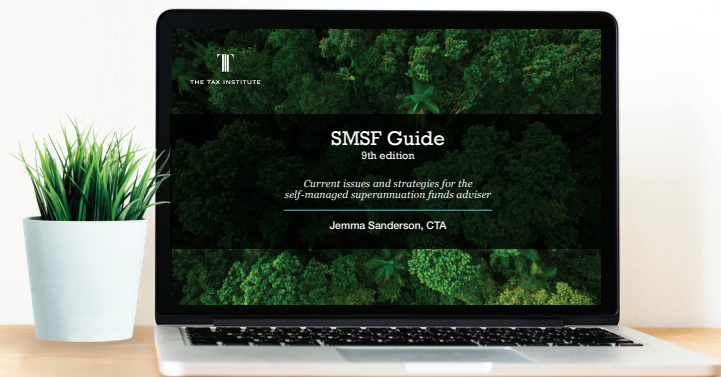 THE TAX INSTITUTE
SMSF Guide
9th edition
Current issues and strategies for the
self-managed superannuation funds adviser
Jemma Sanderson, CTA